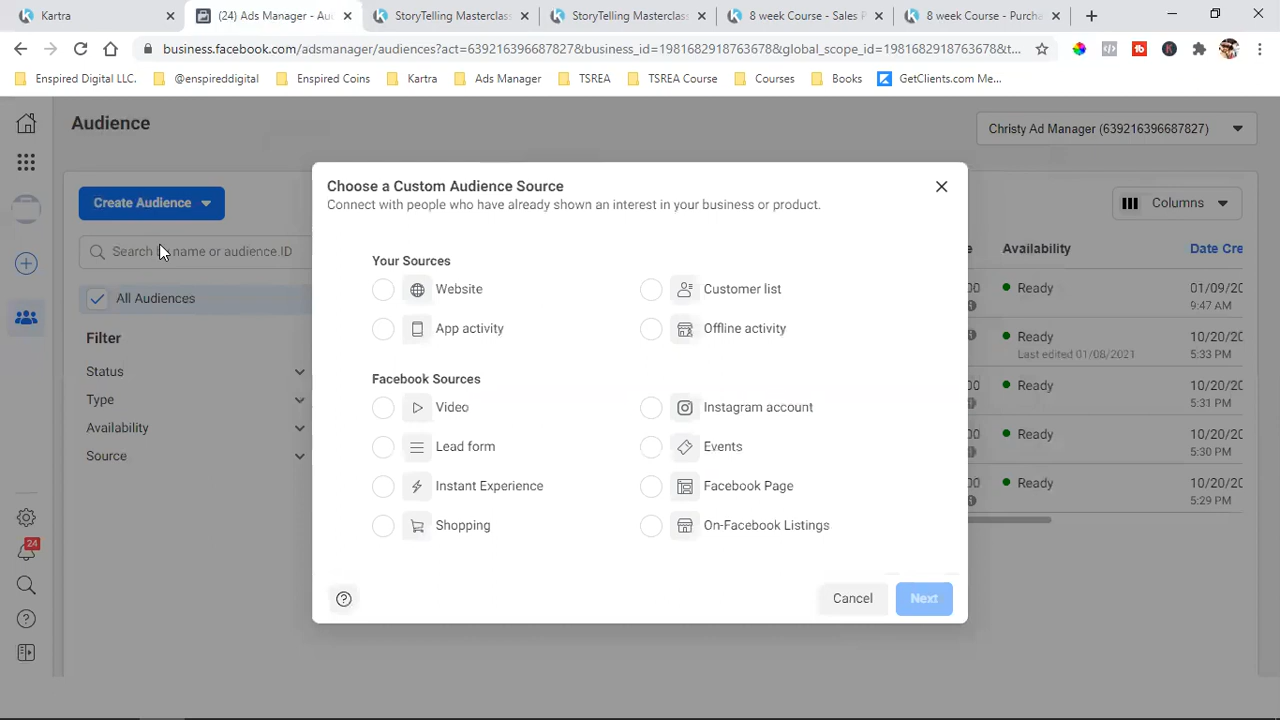 Kartra
(24) Ads Manager - Au
StoryTelling Masterclass
StoryTelling Masterclass
8 week Course - Sales P
8 week Course - Purcha
business.facebook.com/adsmanager/audiences?act=639216396687827&business_id=1981682918763678&global_scope_id=1981682918763678&t...
Enspired Digital LLC.
@enspireddigital
Enspired Coins
Kartra
Ads Manager
TSREA
TSREA Course
Courses
Books
GetClients.com Me...
Audience
Christy Ad Manager (639216396687827)
Create Audience
Columns
Search by name or audience ID
All Audiences
Filter
Status
Type
Availability
Source
Choose a Custom Audience Source
Connect with people who have already shown an interest in your business or product.
Your Sources
Website
Customer list
App activity
Offline activity
Facebook Sources
Video
Instagram account
Lead form
Events
Instant Experience
Facebook Page
Shopping
On-Facebook Listings
Cancel
Next
Availability
Date Cre
00
Ready
01/09/20
9:47 AM
Ready
10/20/20
Last edited 01/08/2021
5:33 PM
00
Ready
10/20/20
5:31 PM
00
Ready
10/20/20
5:30 PM
00
Ready
10/20/20
5:29 PM
24